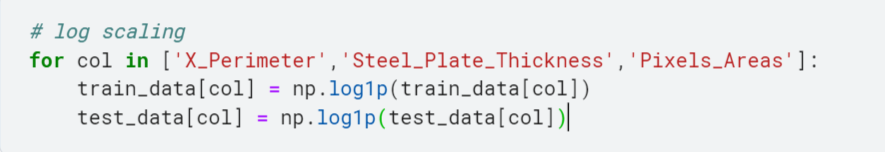 # log scaling
for col in ['X_Perimeter','Steel_Plate_Thickness','Pixels_Areas']:
    train_data[col] = np.log1p(train_data[col])
    test_data[col] = np.log1p(test_data[col])